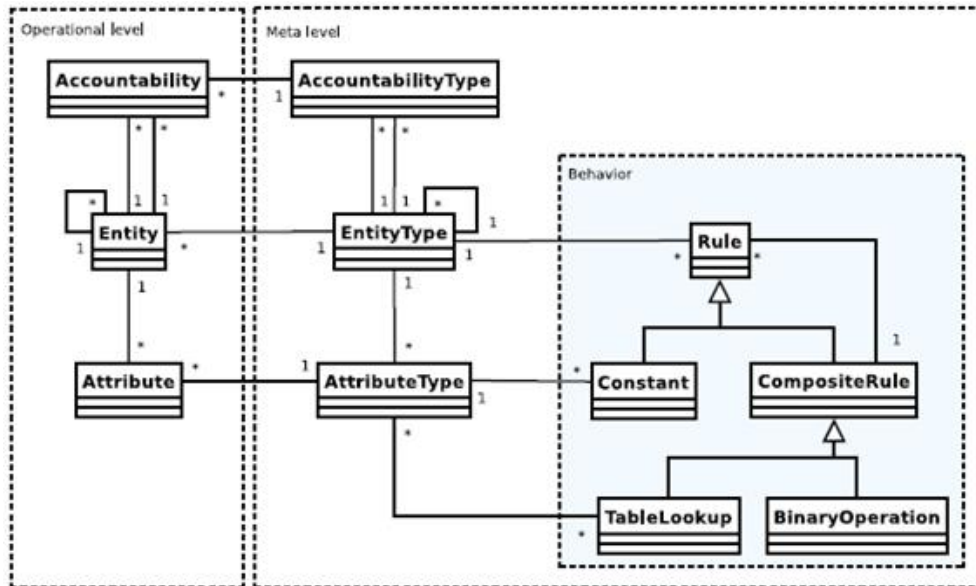 Operational level
Meta level
Accountability
AccountabilityType
*
1
*
*
*
*
Behavior
1
1
1
1
*
*
1
Entity
EntityType
Rule
1
*
1
1
*
*
1
1
*
*
1
*
1
*
Attribute
AttributeType
Constant
CompositeRule
1
*
*
TableLookup
BinaryOperation